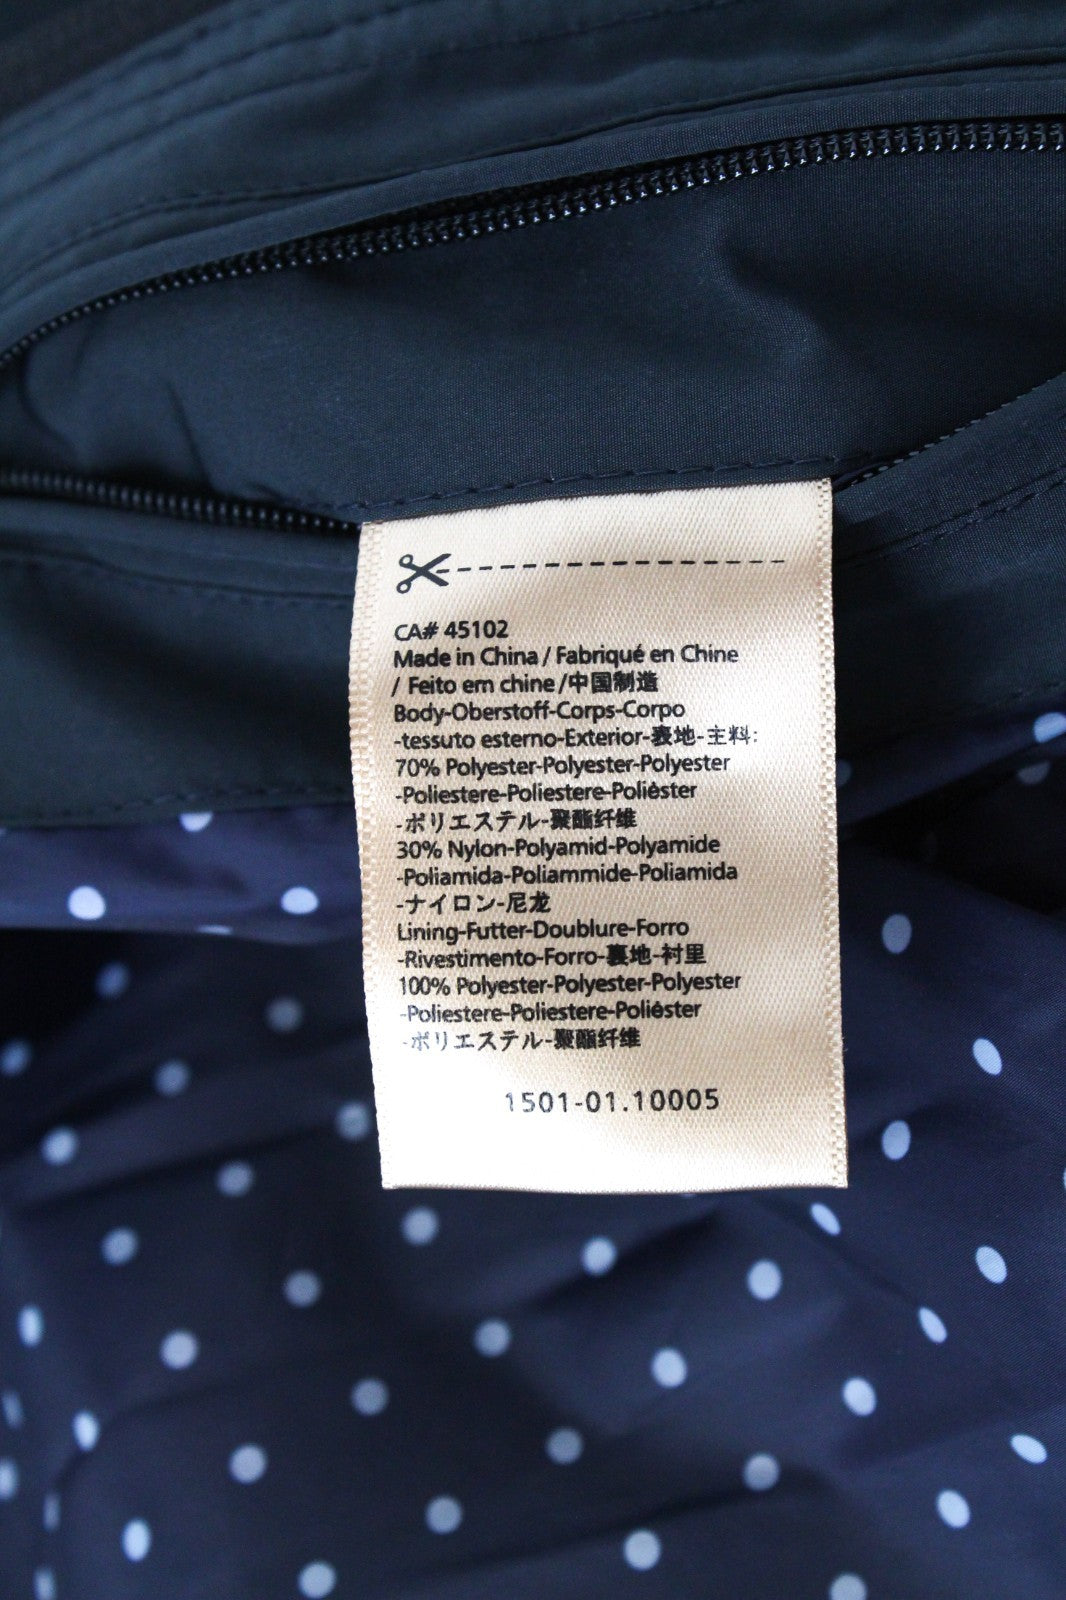 CA# 45102
Made in China / Fabriqué en Chine
/ Feito em chine/中国制造
Body-Oberstoff-Corps-Corpo
-tessuto esterno-Exterior-表地-主料:
70% Polyester-Polyester-Polyester
-Poliestere-Poliestere-Poliéster
-ポリエステル-聚酯纤维
30% Nylon-Polyamid-Polyamide
-Poliamida-Poliammide-Poliamida
-ナイロン-尼龙
Lining-Futter-Doublure-Forro
-Rivestimento-Forro-裏地-衬里
100% Polyester-Polyester-Polyester
-Poliestere-Poliestere-Poliéster
-ポリエステル-聚酯纤维
1501-01.10005